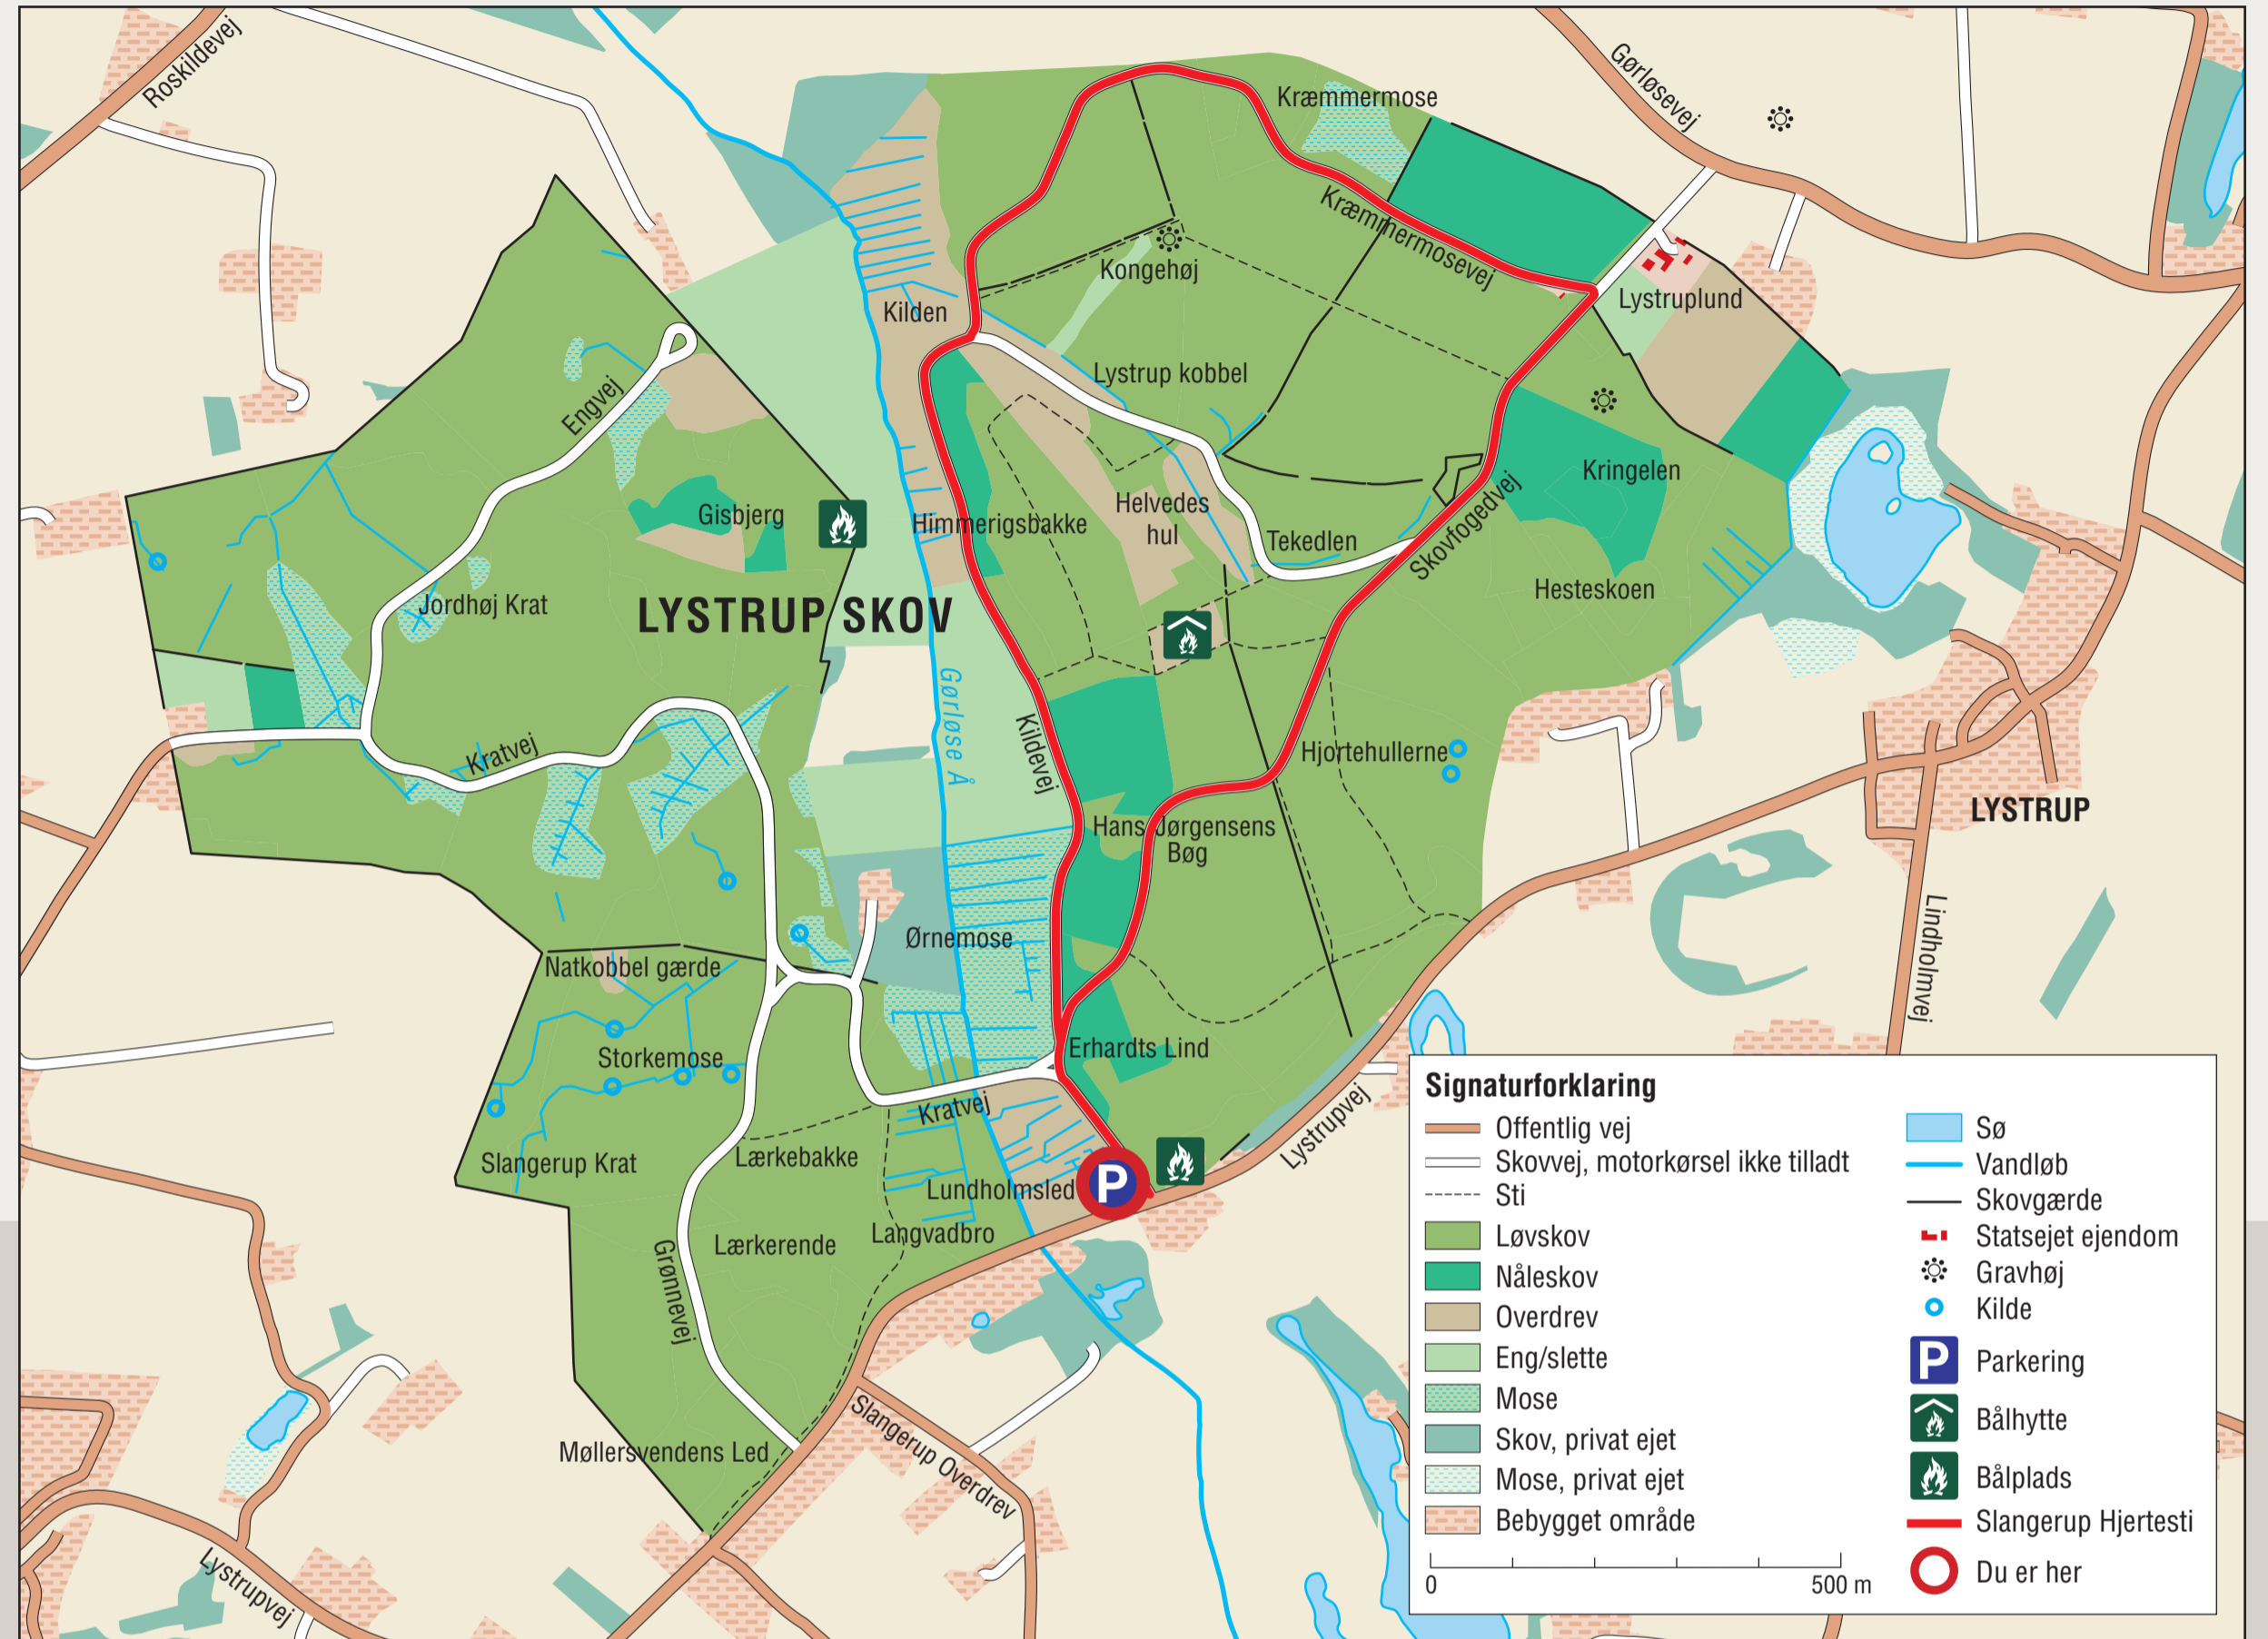 Roskildevej
Gørløsevej
Kræmmermose
Kræmmermosevej
Kongehøj
Lystruplund
Kilden
Lystrup kobbel
Engvej
Kringelen
Gisbjerg
Himmerigsbakke
Helvedes
hul
Tekedlen
Skovfogedvej
Hesteskoen
Jordhøj Krat
LYSTRUP SKOV
Gørløse Å
Kildevej
Kratvej
Hjortehullerne
LYSTRUP
Hans Jørgensens
Bøg
Lindholmvej
Ørnemose
Natkobbel gærde
Storkemose
Erhardts Lind
Kratvej
Lystrupvej
Slangerup Krat
Lærkebakke
P
Lundholmsled
Langvadbro
Lærkerende
Grønnevej
Slangerup Overdrev
Møllersvendens Led
Lystrupvej
Signaturforklaring
Offentlig vej
Skovvej, motorkørsel ikke tilladt
Sti
Løvskov
Nåleskov
Overdrev
Eng/slette
Mose
Skov, privat ejet
Mose, privat ejet
Bebygget område
0 500 m
Sø
Vandløb
Skovgærde
Statsejet ejendom
Gravhøj
Kilde
P Parkering
Bålhytte
Bålplads
Slangerup Hjertesti
Du er her